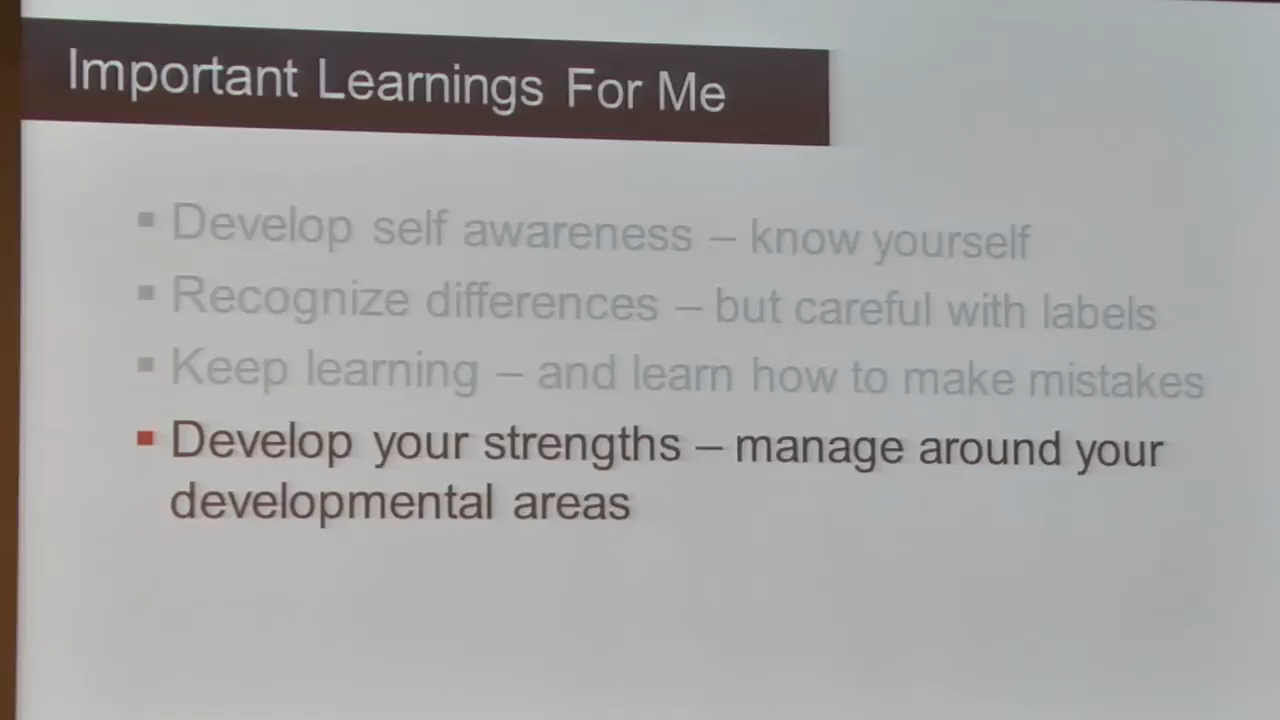 Important Learnings For Me
▪ Develop self awareness – know yourself
▪ Recognize differences – but careful with labels
▪ Keep learning – and learn how to make mistakes
▪ Develop your strengths – manage around your
developmental areas